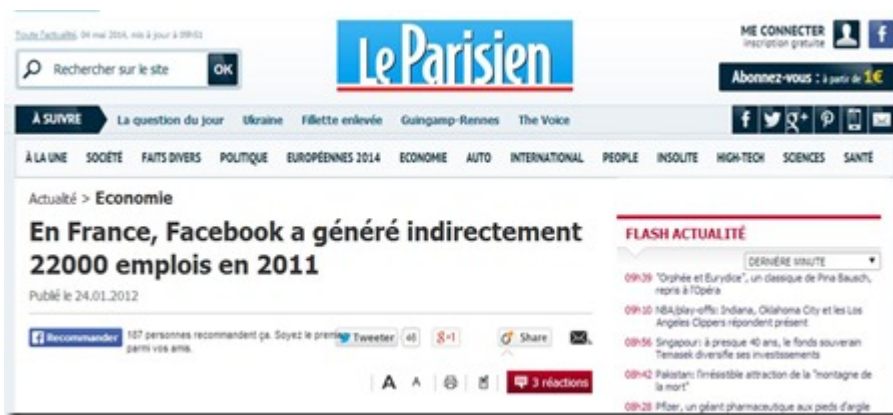 Toute l'actualité, 04 mai 2014, mis à jour à 09h51
Rechercher sur le site OK
Le Parisien
ME CONNECTER
inscription gratuite
Abonnez-vous : à partir de 1€
À SUIVRE La question du jour Ukraine Fillette enlevée Guingamp-Rennes The Voice
À LA UNE SOCIÉTÉ FAITS DIVERS POLITIQUE EUROPÉENNES 2014 ECONOMIE AUTO INTERNATIONAL PEOPLE INSOLITE HIGH-TECH SCIENCES SANTÉ
Actualité > Economie
En France, Facebook a généré indirectement
22000 emplois en 2011
Publié le 24.01.2012
Recommander 187 personnes recommandent ça. Soyez le premier
parmi vos amis.
Tweeter 46 g+1 Share
A A 3 réactions
FLASH ACTUALITÉ
DERNIÈRE MINUTE
09h39 "Orphée et Eurydice", un classique de Pina Bausch,
repris à l'Opéra
09h10 NBA/play-offs: Indiana, Oklahoma City et les Los
Angeles Clippers répondent présent
08h56 Singapour: à presque 40 ans, le fonds souverain
Temasek diversifie ses investissements
08h42 Pakistan: l'irrésistible attraction de la "montagne de
la mort"
08h28 Pfizer, un géant pharmaceutique aux pieds d'argile